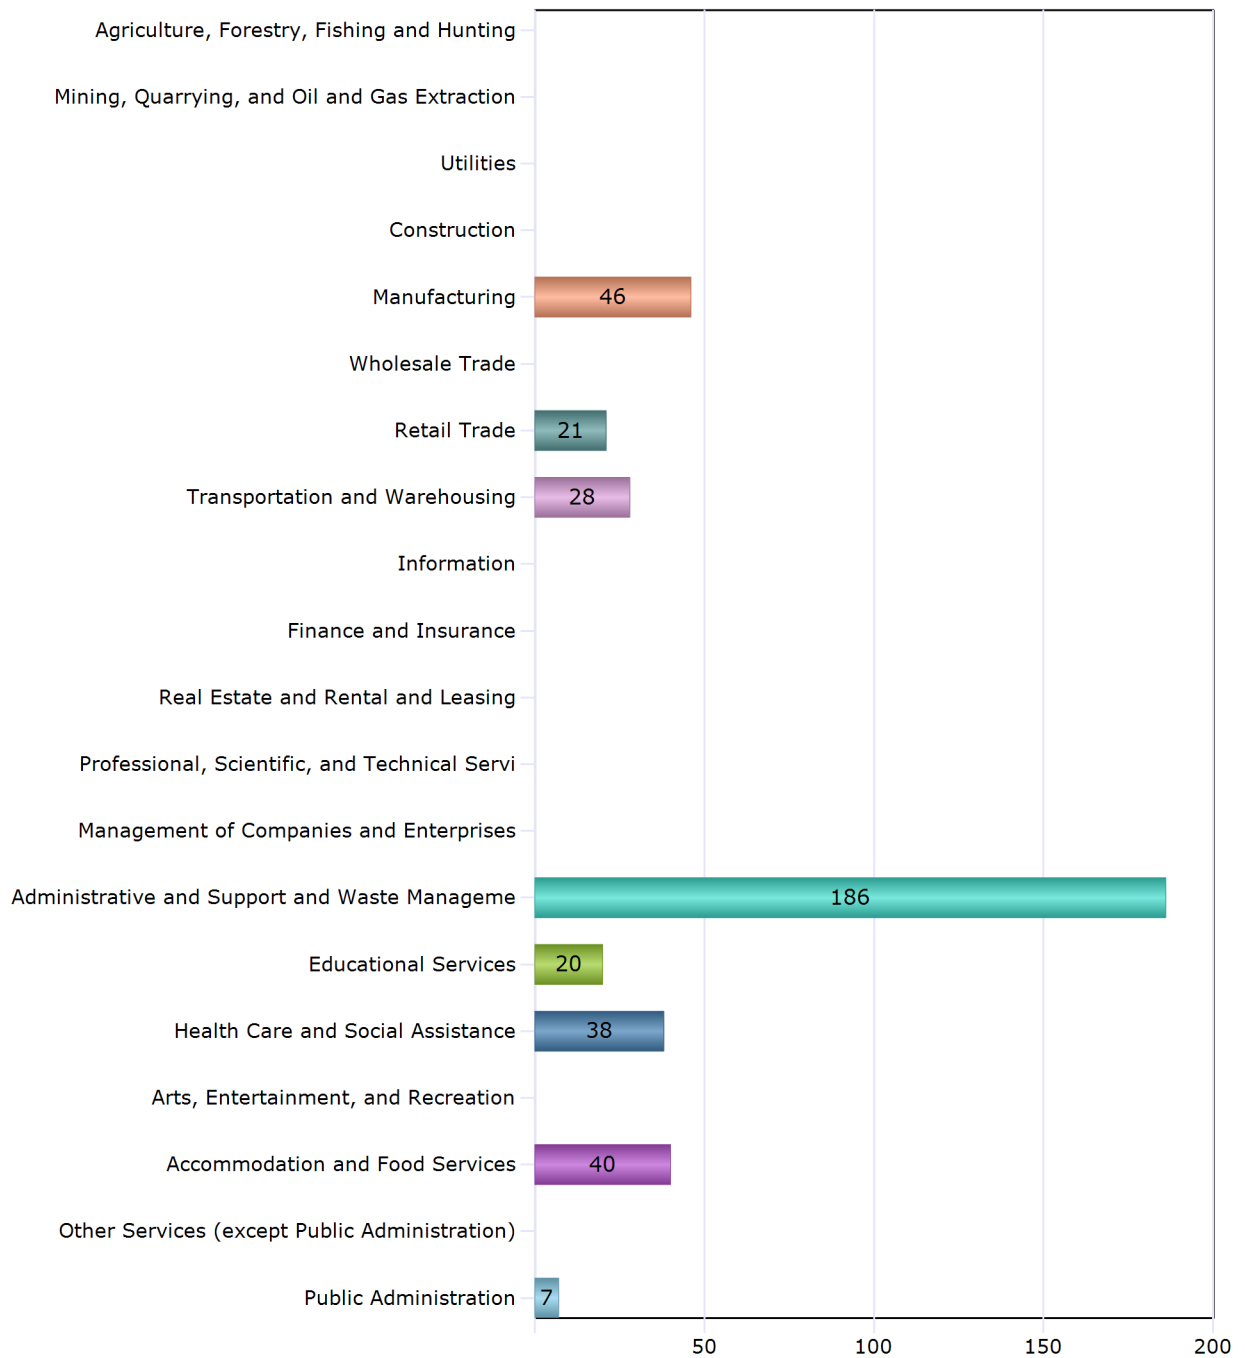 Agriculture, Forestry, Fishing and Hunting
Mining, Quarrying, and Oil and Gas Extraction
Utilities
Construction
Manufacturing 46
Wholesale Trade
Retail Trade 21
Transportation and Warehousing 28
Information
Finance and Insurance
Real Estate and Rental and Leasing
Professional, Scientific, and Technical Servi
Management of Companies and Enterprises
Administrative and Support and Waste Manageme 186
Educational Services 20
Health Care and Social Assistance 38
Arts, Entertainment, and Recreation
Accommodation and Food Services 40
Other Services (except Public Administration)
Public Administration 7
50 100 150 200